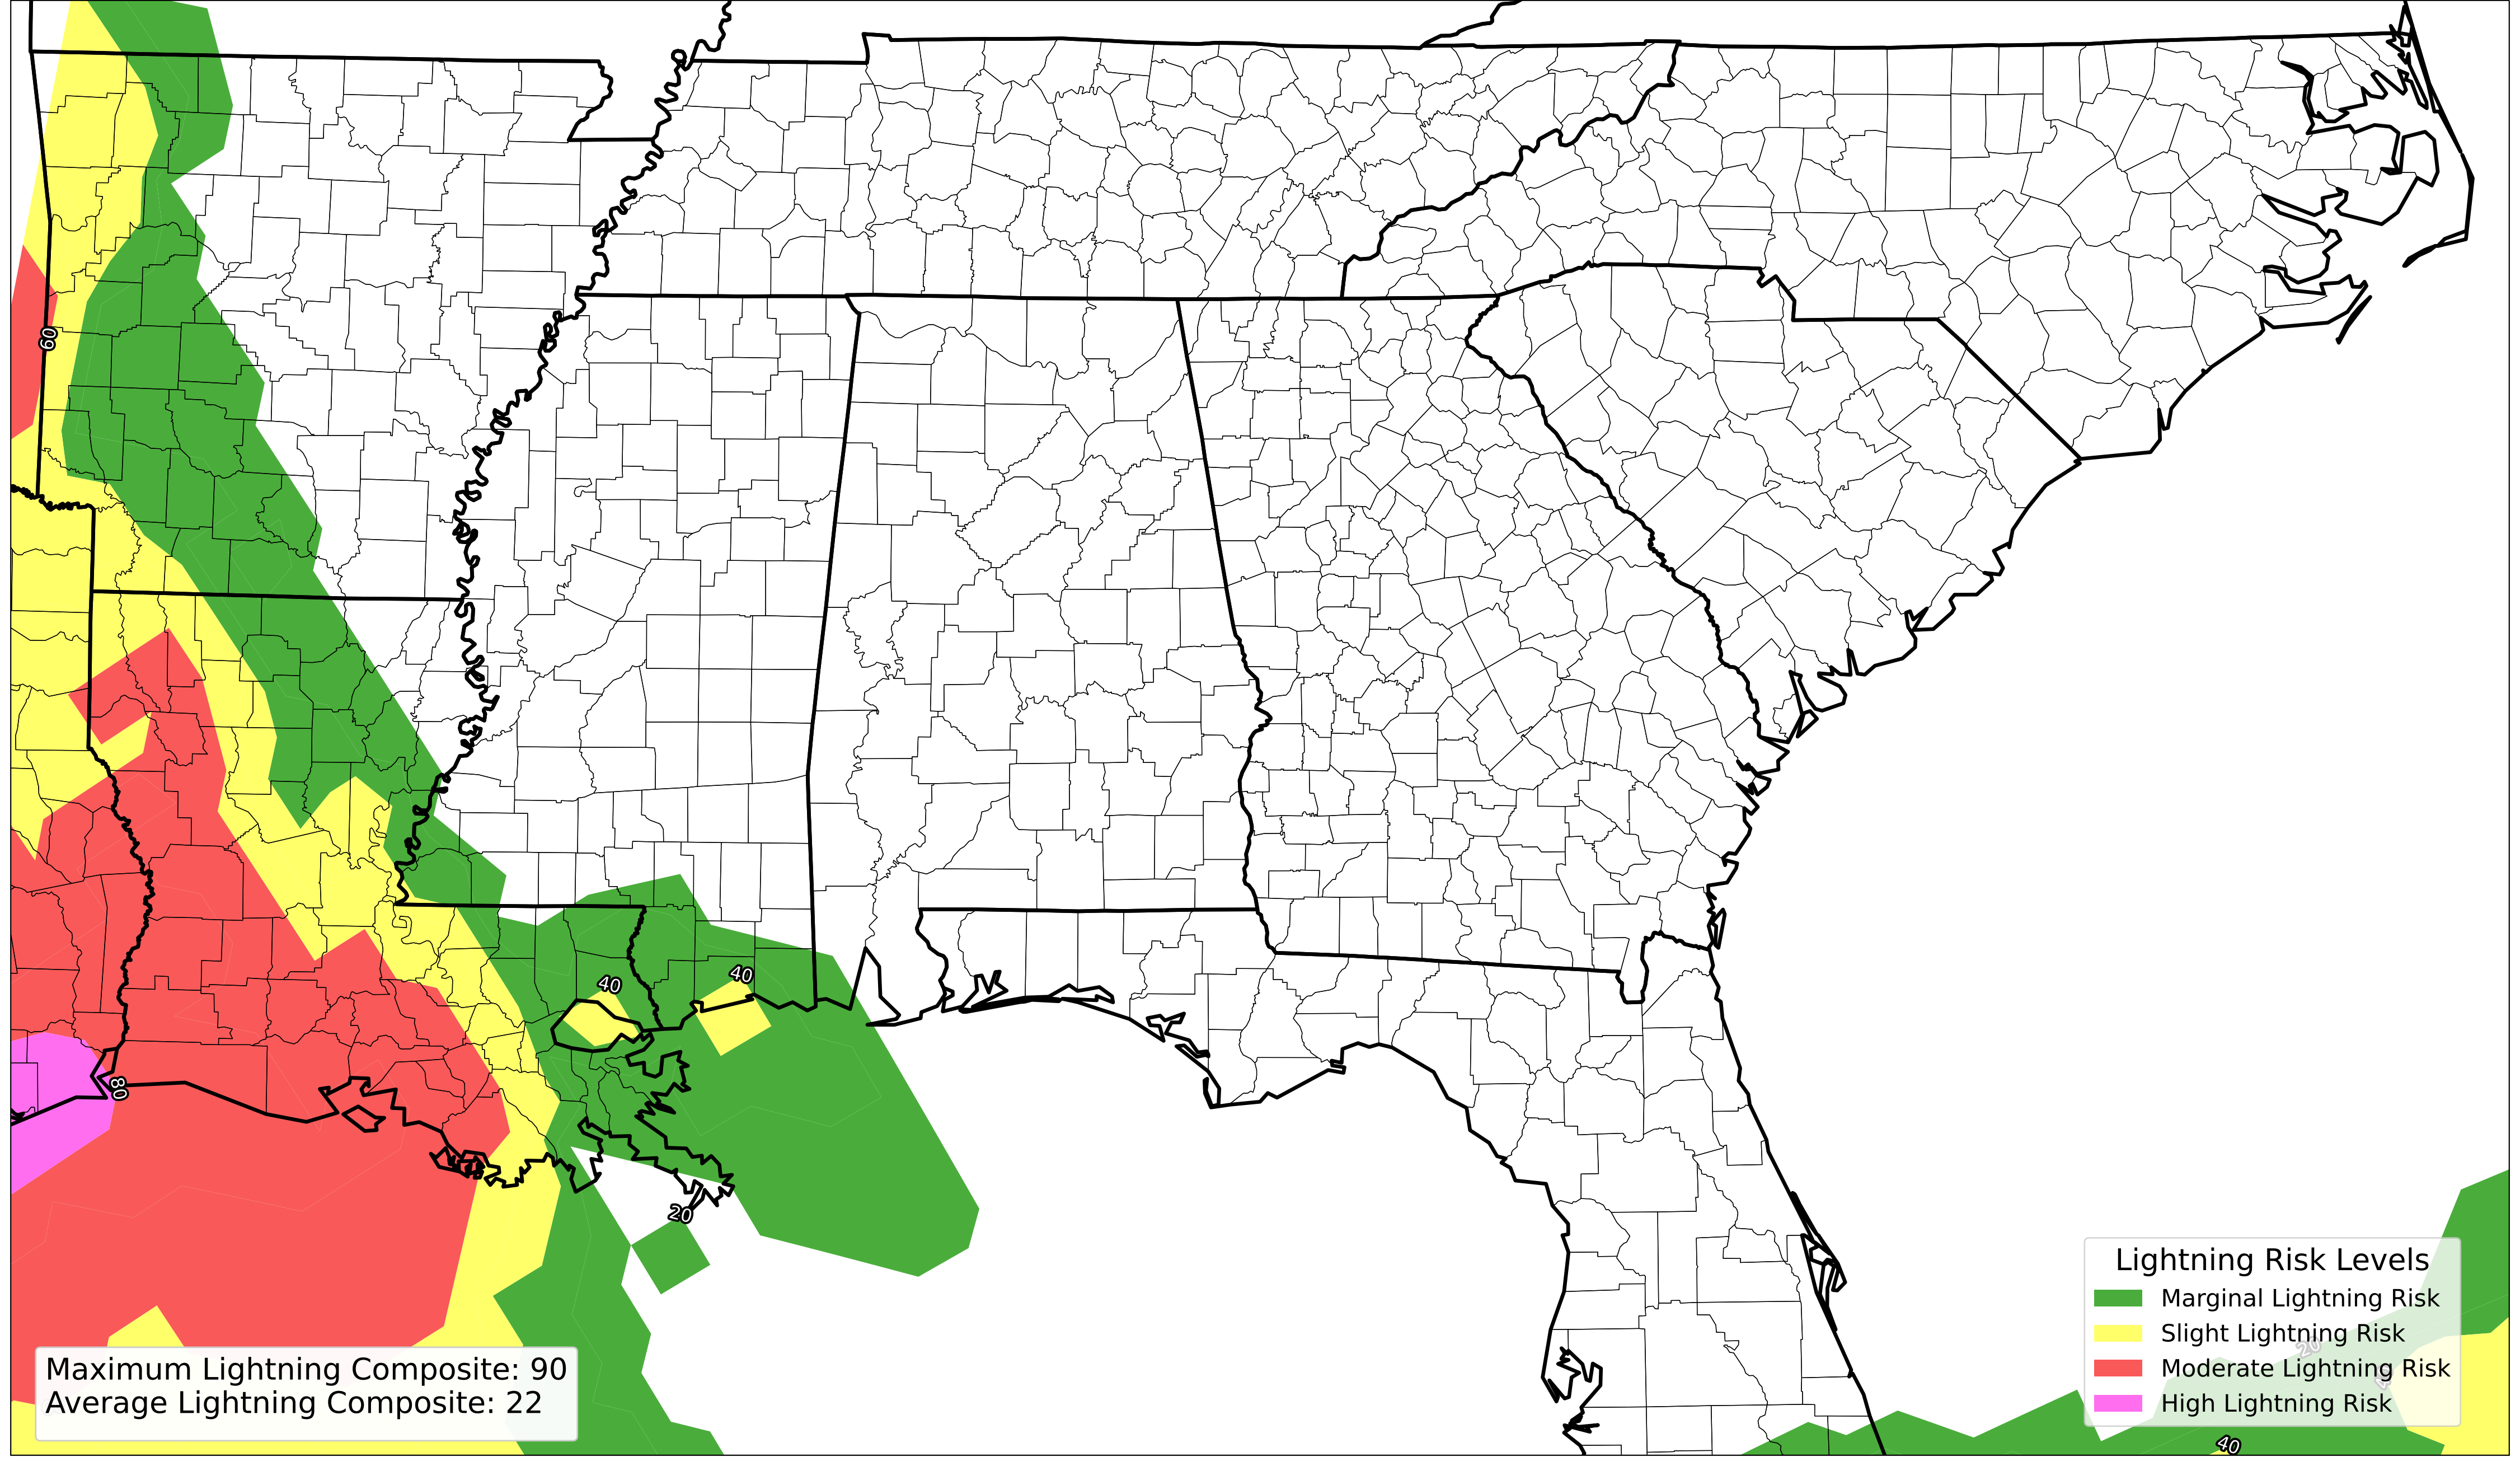 60
40
40
80
20
Lightning Risk Levels
Marginal Lightning Risk
Slight Lightning Risk
20
Moderate Lightning Risk
High Lightning Risk
Maximum Lightning Composite: 90
Average Lightning Composite: 22
40